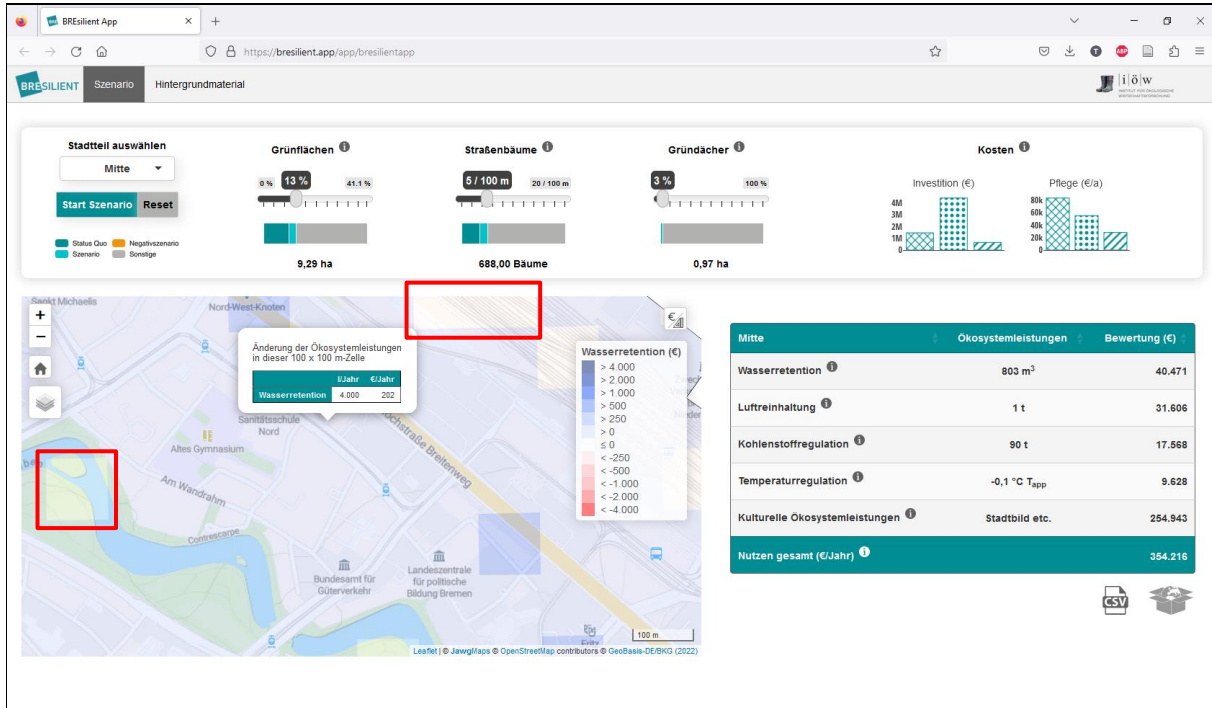 BREsilient App
https://bresilient.app/app/bresilientapp
BRESILIENT
Szenario
Hintergrundmaterial
i|ö|w
INSTITUT FÜR ÖKOLOGISCHE
WIRTSCHAFTSFORSCHUNG
Stadtteil auswählen
Mitte
Start Szenario Reset
Status Quo Negativszenario
Szenario Sonstige
Grünflächen
0 % 13 % 41.1 %
9,29 ha
Straßenbäume
5 / 100 m 20 / 100 m
688,00 Bäume
Gründächer
3 % 100 %
0,97 ha
Kosten
Investition (€)
4M
3M
2M
1M
0
Pflege (€/a)
80k
60k
40k
20k
0
Sankt Michaelis
Nord-West-Knoten
+
−
Änderung der Ökosystemleistungen
in dieser 100 x 100 m-Zelle
l/Jahr €/Jahr
Wasserretention 4.000 202
Sanitätsschule
Nord
Altes Gymnasium
Am Wandrahm
Hochstraße Breitenweg
Contrescarpe
Bundesamt für
Güterverkehr
Landeszentrale
für politische
Bildung Bremen
Fritz
€
Wasserretention (€)
> 4.000
> 2.000
> 1.000
> 500
> 250
> 0
≤ 0
< -250
< -500
< -1.000
< -2.000
< -4.000
100 m
Leaflet | © JawgMaps © OpenStreetMap contributors © GeoBasis-DE/BKG (2022)
Mitte Ökosystemleistungen Bewertung (€)
Wasserretention 803 m³ 40.471
Luftreinhaltung 1 t 31.606
Kohlenstoffregulation 90 t 17.568
Temperaturregulation -0,1 °C Tapp 9.628
Kulturelle Ökosystemleistungen Stadtbild etc. 254.943
Nutzen gesamt (€/Jahr) 354.216
CSV